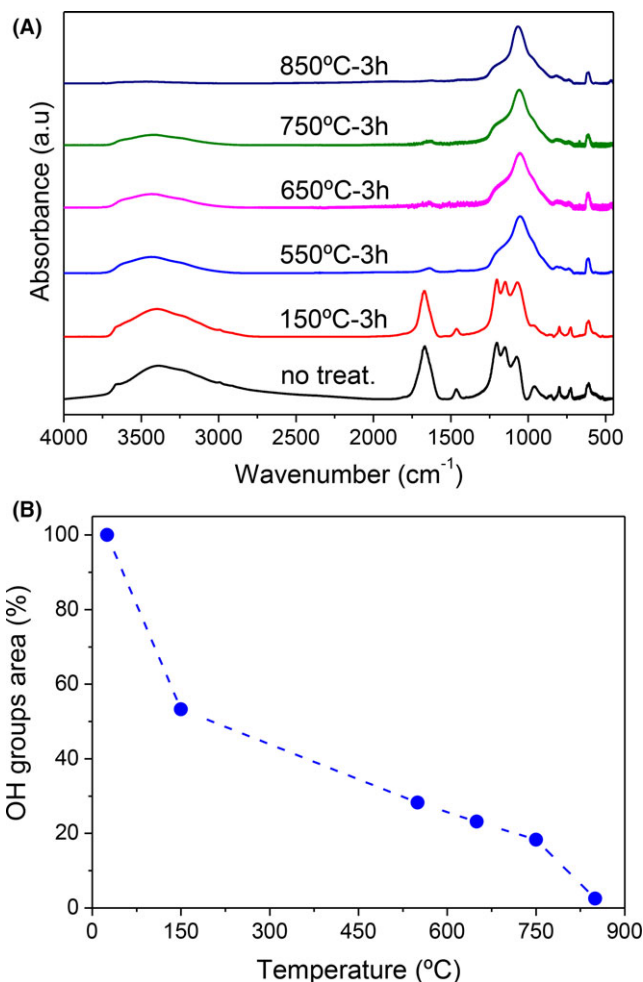 (A)
850ºC-3h
750ºC-3h
650ºC-3h
550ºC-3h
150ºC-3h
no treat.
Absorbance (a.u)
4000 3500 3000 2500 2000 1500 1000 500
Wavenumber (cm⁻¹)
(B)
100
80
60
40
20
0
OH groups area (%)
0 150 300 450 600 750 900
Temperature (ºC)